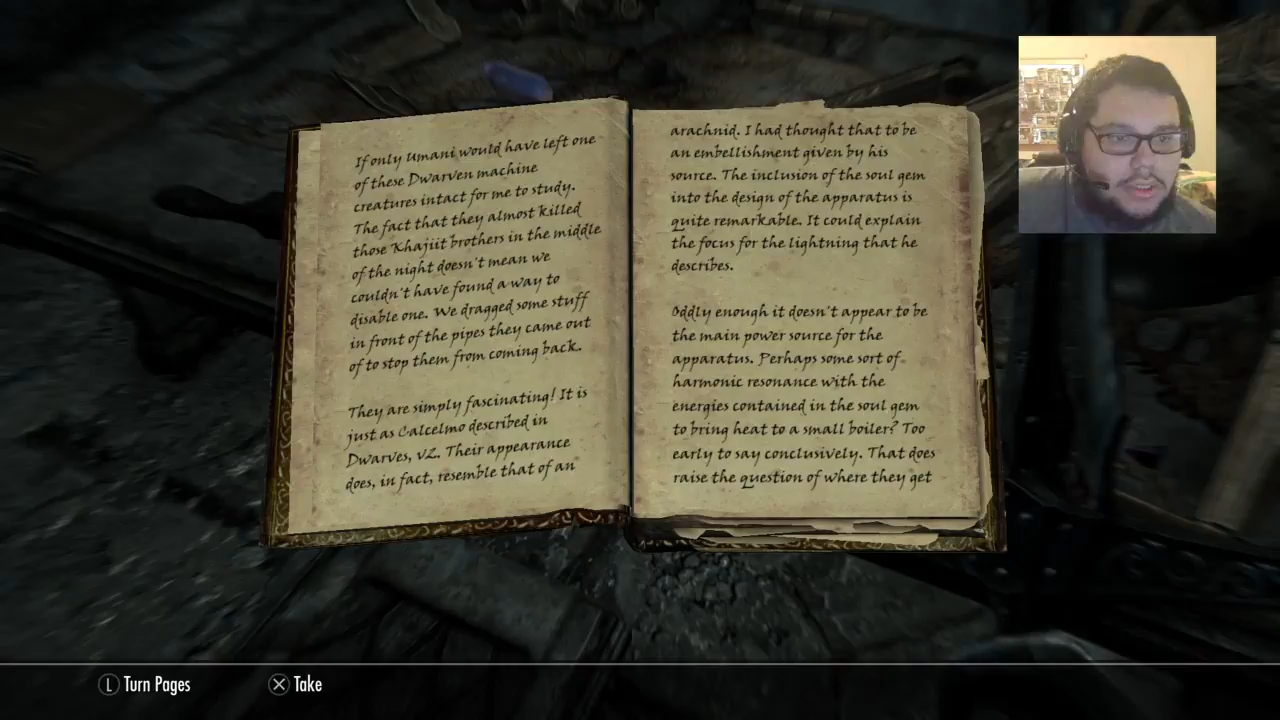 If only Umani would have left one
of these Dwarven machine
creatures intact for me to study.
The fact that they almost killed
those Khajiit brothers in the middle
of the night doesn't mean we
couldn't have found a way to
disable one. We dragged some stuff
in front of the pipes they came out
of to stop them from coming back.
They are simply fascinating! It is
just as Calcelmo described in
Dwarves, v2. Their appearance
does, in fact, resemble that of an
arachnid. I had thought that to be
an embellishment given by his
source. The inclusion of the soul gem
into the design of the apparatus is
quite remarkable. It could explain
the focus for the lightning that he
describes.
Oddly enough it doesn't appear to be
the main power source for the
apparatus. Perhaps some sort of
harmonic resonance with the
energies contained in the soul gem
to bring heat to a small boiler? Too
early to say conclusively. That does
raise the question of where they get
L Turn Pages
X Take